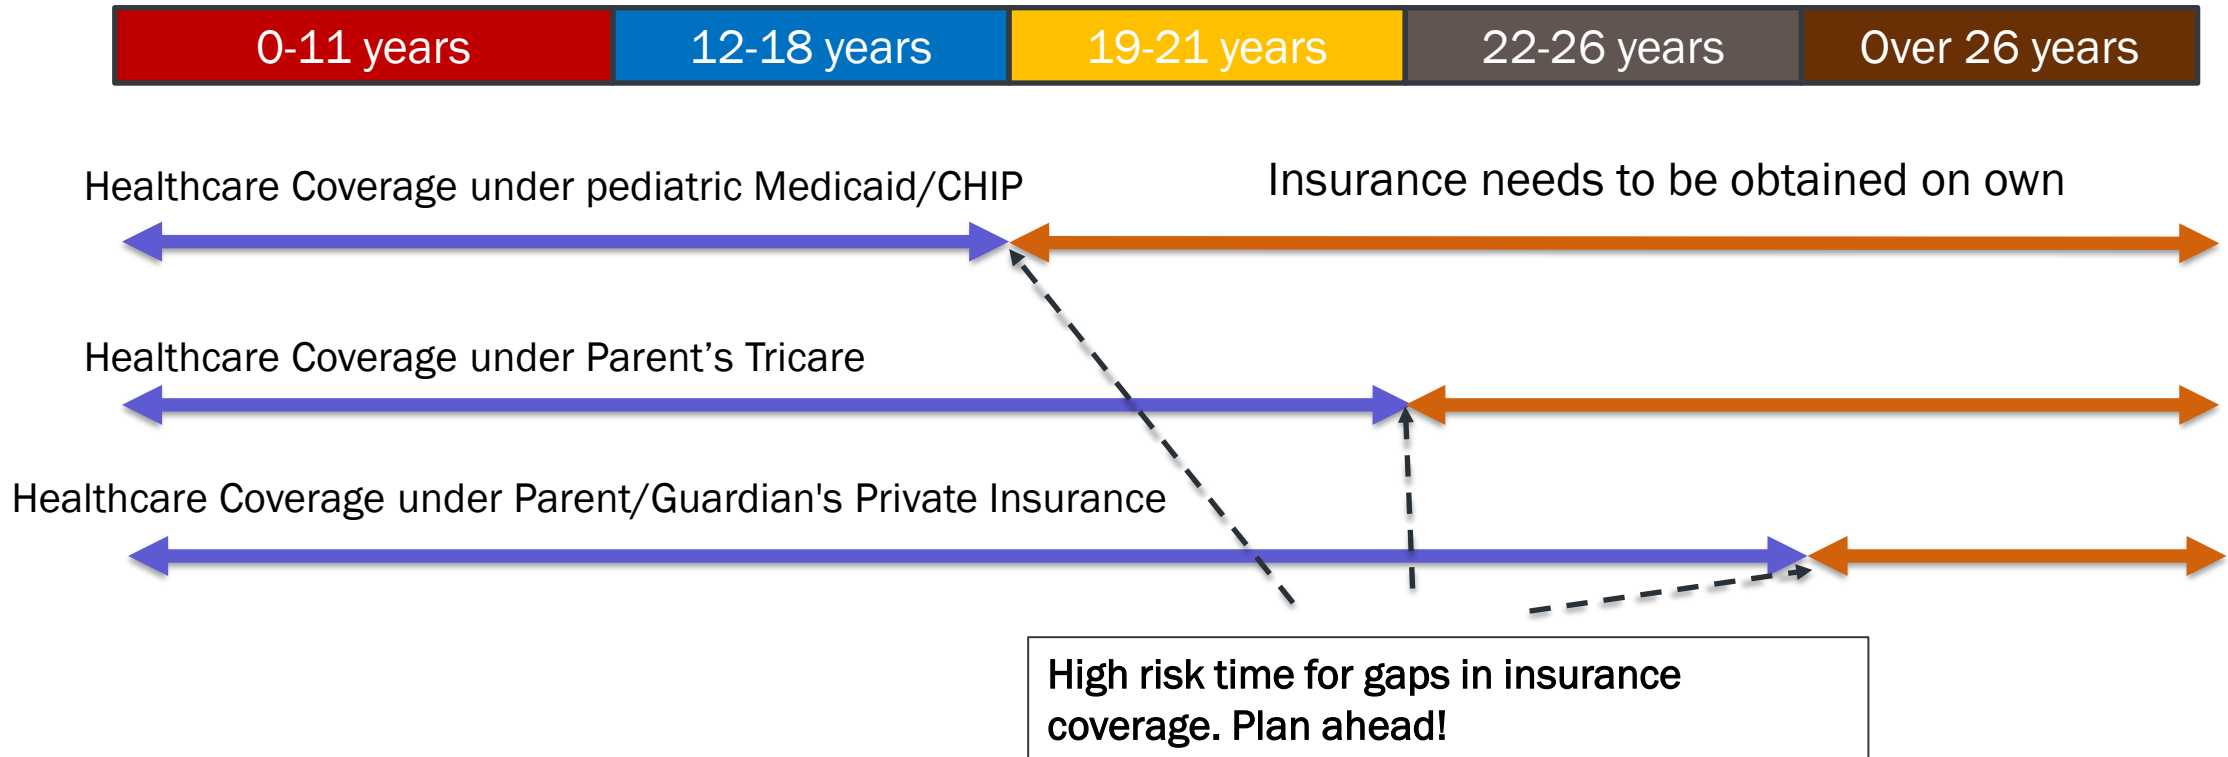 0-11 years
12-18 years
19-21 years
22-26 years
Over 26 years
Healthcare Coverage under pediatric Medicaid/CHIP
Insurance needs to be obtained on own
Healthcare Coverage under Parent’s Tricare
Healthcare Coverage under Parent/Guardian's Private Insurance
High risk time for gaps in insurance
coverage. Plan ahead!